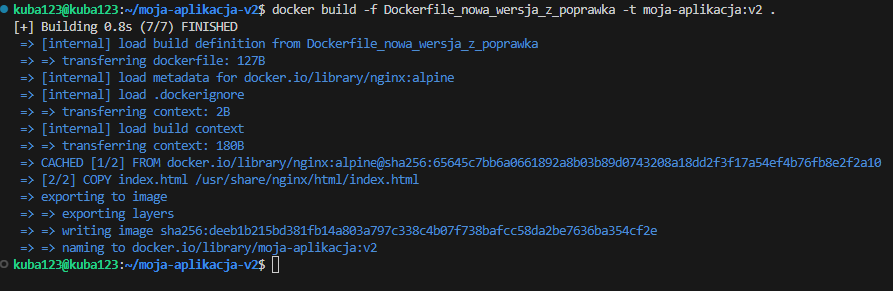 kuba123@kuba123:~/moja-aplikacja-v2$ docker build -f Dockerfile_nowa_wersja_z_poprawka -t moja-aplikacja:v2 .
[+] Building 0.8s (7/7) FINISHED
=> [internal] load build definition from Dockerfile_nowa_wersja_z_poprawka
=> => transferring dockerfile: 127B
=> [internal] load metadata for docker.io/library/nginx:alpine
=> [internal] load .dockerignore
=> => transferring context: 2B
=> [internal] load build context
=> => transferring context: 180B
=> CACHED [1/2] FROM docker.io/library/nginx:alpine@sha256:65645c7bb6a0661892a8b03b89d0743208a18dd2f3f17a54ef4b76fb8e2f2a10
=> [2/2] COPY index.html /usr/share/nginx/html/index.html
=> exporting to image
=> => exporting layers
=> => writing image sha256:deeb1b215bd381fb14a803a797c338c4b07f738bafcc58da2be7636ba354cf2e
=> => naming to docker.io/library/moja-aplikacja:v2
kuba123@kuba123:~/moja-aplikacja-v2$